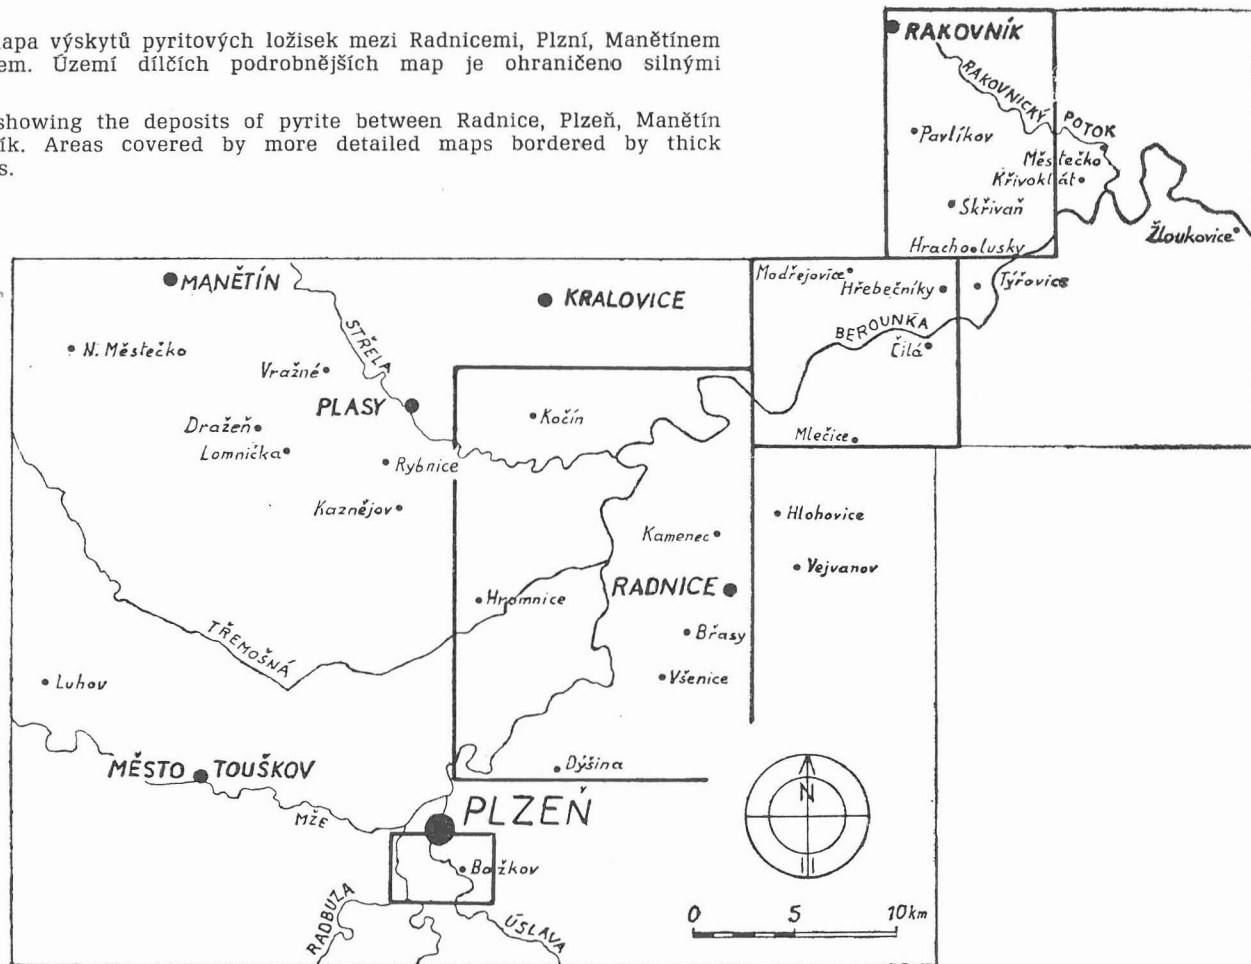 apa výskytů pyritových ložisek mezi Radnicemi, Plzní, Manětínem
em. Území dílčích podrobnějších map je ohraničeno silnými
showing the deposits of pyrite between Radnice, Plzeň, Manětín
ík. Areas covered by more detailed maps bordered by thick
s.
RAKOVNÍK
RAKOVNICKÝ POTOK
Pavlíkov
Městečko
Křivoklát
Skřivaň
Žloukovice
Hracholusky
MANĚTÍN
KRALOVICE
Modřejovice
Hřebečníky
Týřovice
STŘELA
BEROUNKA
Čilá
N. Městečko
Vražné
PLASY
Kočín
Dražeň
Mlečice
Lomnička
Rybnice
Kaznějov
Hlohovice
Kamenec
Vejvanov
RADNICE
Hromnice
TŘEMOŠNÁ
Břasy
Luhov
Všenice
MĚSTO TOUŠKOV
Dýšina
PLZEŇ
MŽE
N
Božkov
RADBUZA
ÚSLAVA
0 5 10 km